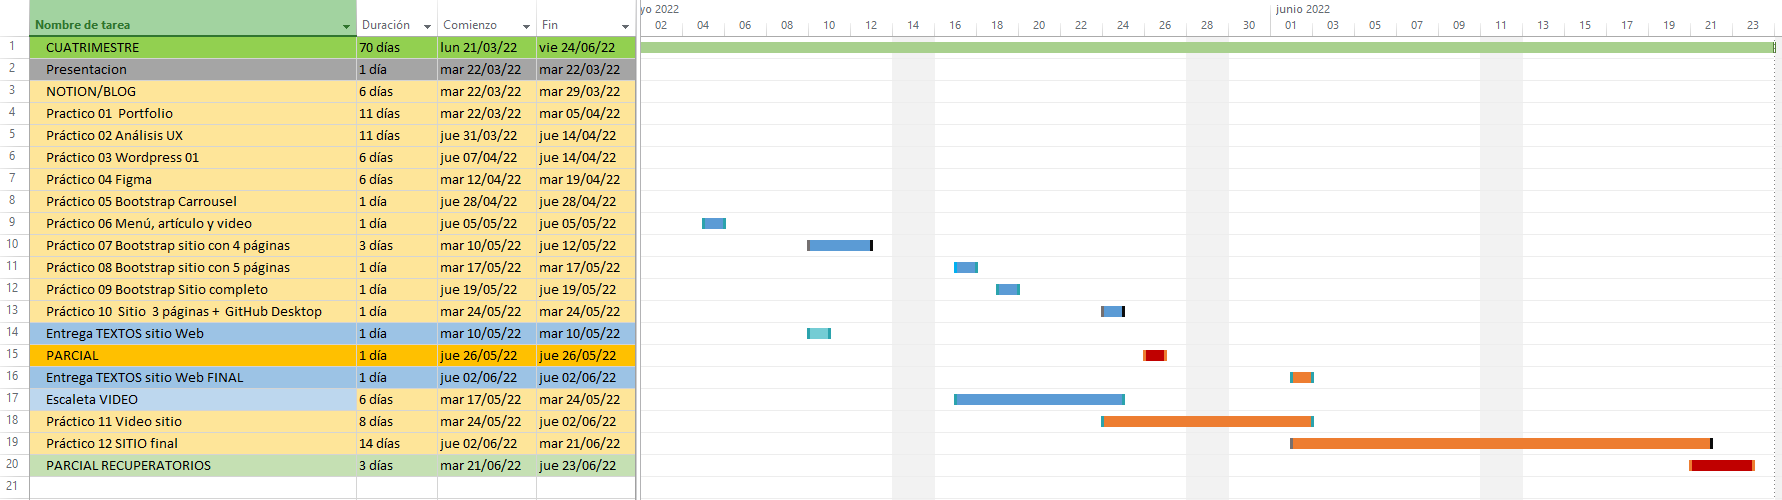 yo 2022 junio 2022
Nombre de tarea Duración Comienzo Fin 02 04 06 08 10 12 14 16 18 20 22 24 26 28 30 01 03 05 07 09 11 13 15 17 19 21 23
1 CUATRIMESTRE 70 días lun 21/03/22 vie 24/06/22
2 Presentacion 1 día mar 22/03/22 mar 22/03/22
3 NOTION/BLOG 6 días mar 22/03/22 mar 29/03/22
4 Practico 01 Portfolio 11 días mar 22/03/22 mar 05/04/22
5 Práctico 02 Análisis UX 11 días jue 31/03/22 jue 14/04/22
6 Práctico 03 Wordpress 01 6 días jue 07/04/22 jue 14/04/22
7 Práctico 04 Figma 6 días mar 12/04/22 mar 19/04/22
8 Práctico 05 Bootstrap Carrousel 1 día jue 28/04/22 jue 28/04/22
9 Práctico 06 Menú, artículo y video 1 día jue 05/05/22 jue 05/05/22
10 Práctico 07 Bootstrap sitio con 4 páginas 3 días mar 10/05/22 jue 12/05/22
11 Práctico 08 Bootstrap sitio con 5 páginas 1 día mar 17/05/22 mar 17/05/22
12 Práctico 09 Bootstrap Sitio completo 1 día jue 19/05/22 jue 19/05/22
13 Práctico 10 Sitio 3 páginas + GitHub Desktop 1 día mar 24/05/22 mar 24/05/22
14 Entrega TEXTOS sitio Web 1 día mar 10/05/22 mar 10/05/22
15 PARCIAL 1 día jue 26/05/22 jue 26/05/22
16 Entrega TEXTOS sitio Web FINAL 1 día jue 02/06/22 jue 02/06/22
17 Escaleta VIDEO 6 días mar 17/05/22 mar 24/05/22
18 Práctico 11 Video sitio 8 días mar 24/05/22 jue 02/06/22
19 Práctico 12 SITIO final 14 días jue 02/06/22 mar 21/06/22
20 PARCIAL RECUPERATORIOS 3 días mar 21/06/22 jue 23/06/22
21